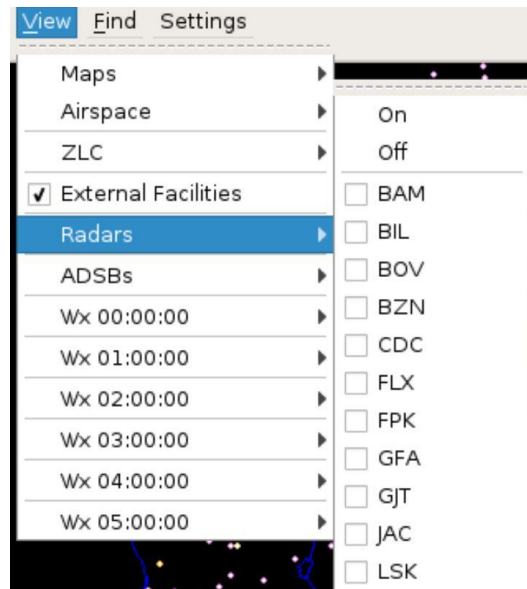 View Find Settings
Maps
Airspace
ZLC
External Facilities
Radars
ADSBs
Wx 00:00:00
Wx 01:00:00
Wx 02:00:00
Wx 03:00:00
Wx 04:00:00
Wx 05:00:00
On
Off
BAM
BIL
BOV
BZN
CDC
FLX
FPK
GFA
GJT
JAC
LSK